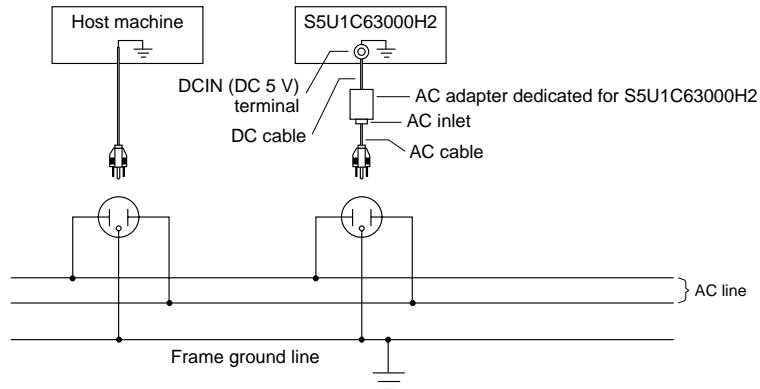 Host machine
S5U1C63000H2
DCIN (DC 5 V)
terminal
DC cable
AC adapter dedicated for S5U1C63000H2
AC inlet
AC cable
AC line
Frame ground line